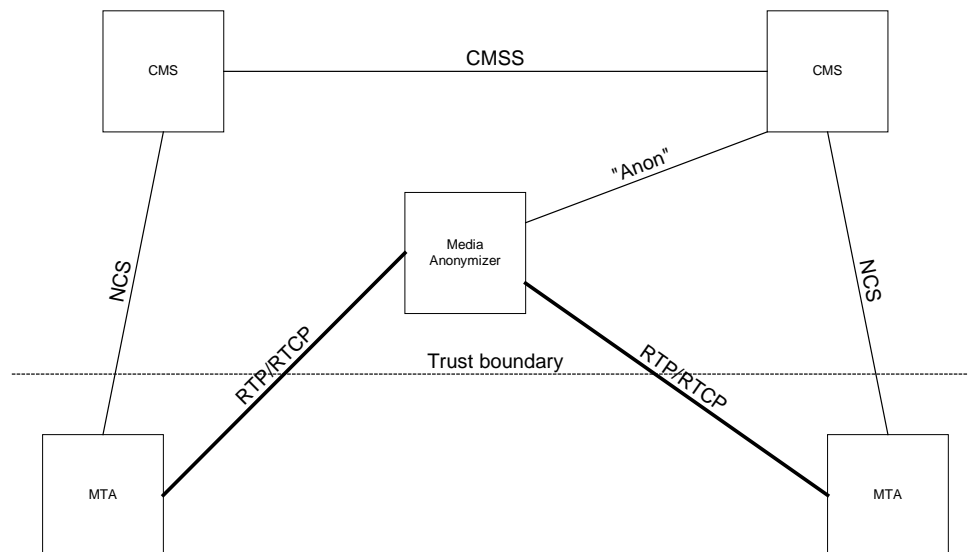 CMSS
CMS
CMS
"Anon"
Media
Anonymizer
NCS
NCS
RTP/RTCP
Trust boundary
RTP/RTCP
MTA
MTA